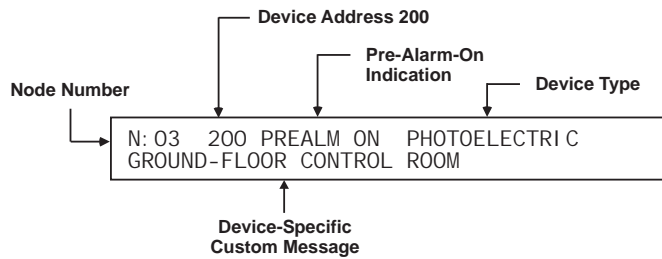 Device Address 200
Pre-Alarm-On
Indication
Device Type
Node Number
N:03 200 PREALM ON PHOTOELECTRIC
GROUND-FLOOR CONTROL ROOM
Device-Specific
Custom Message